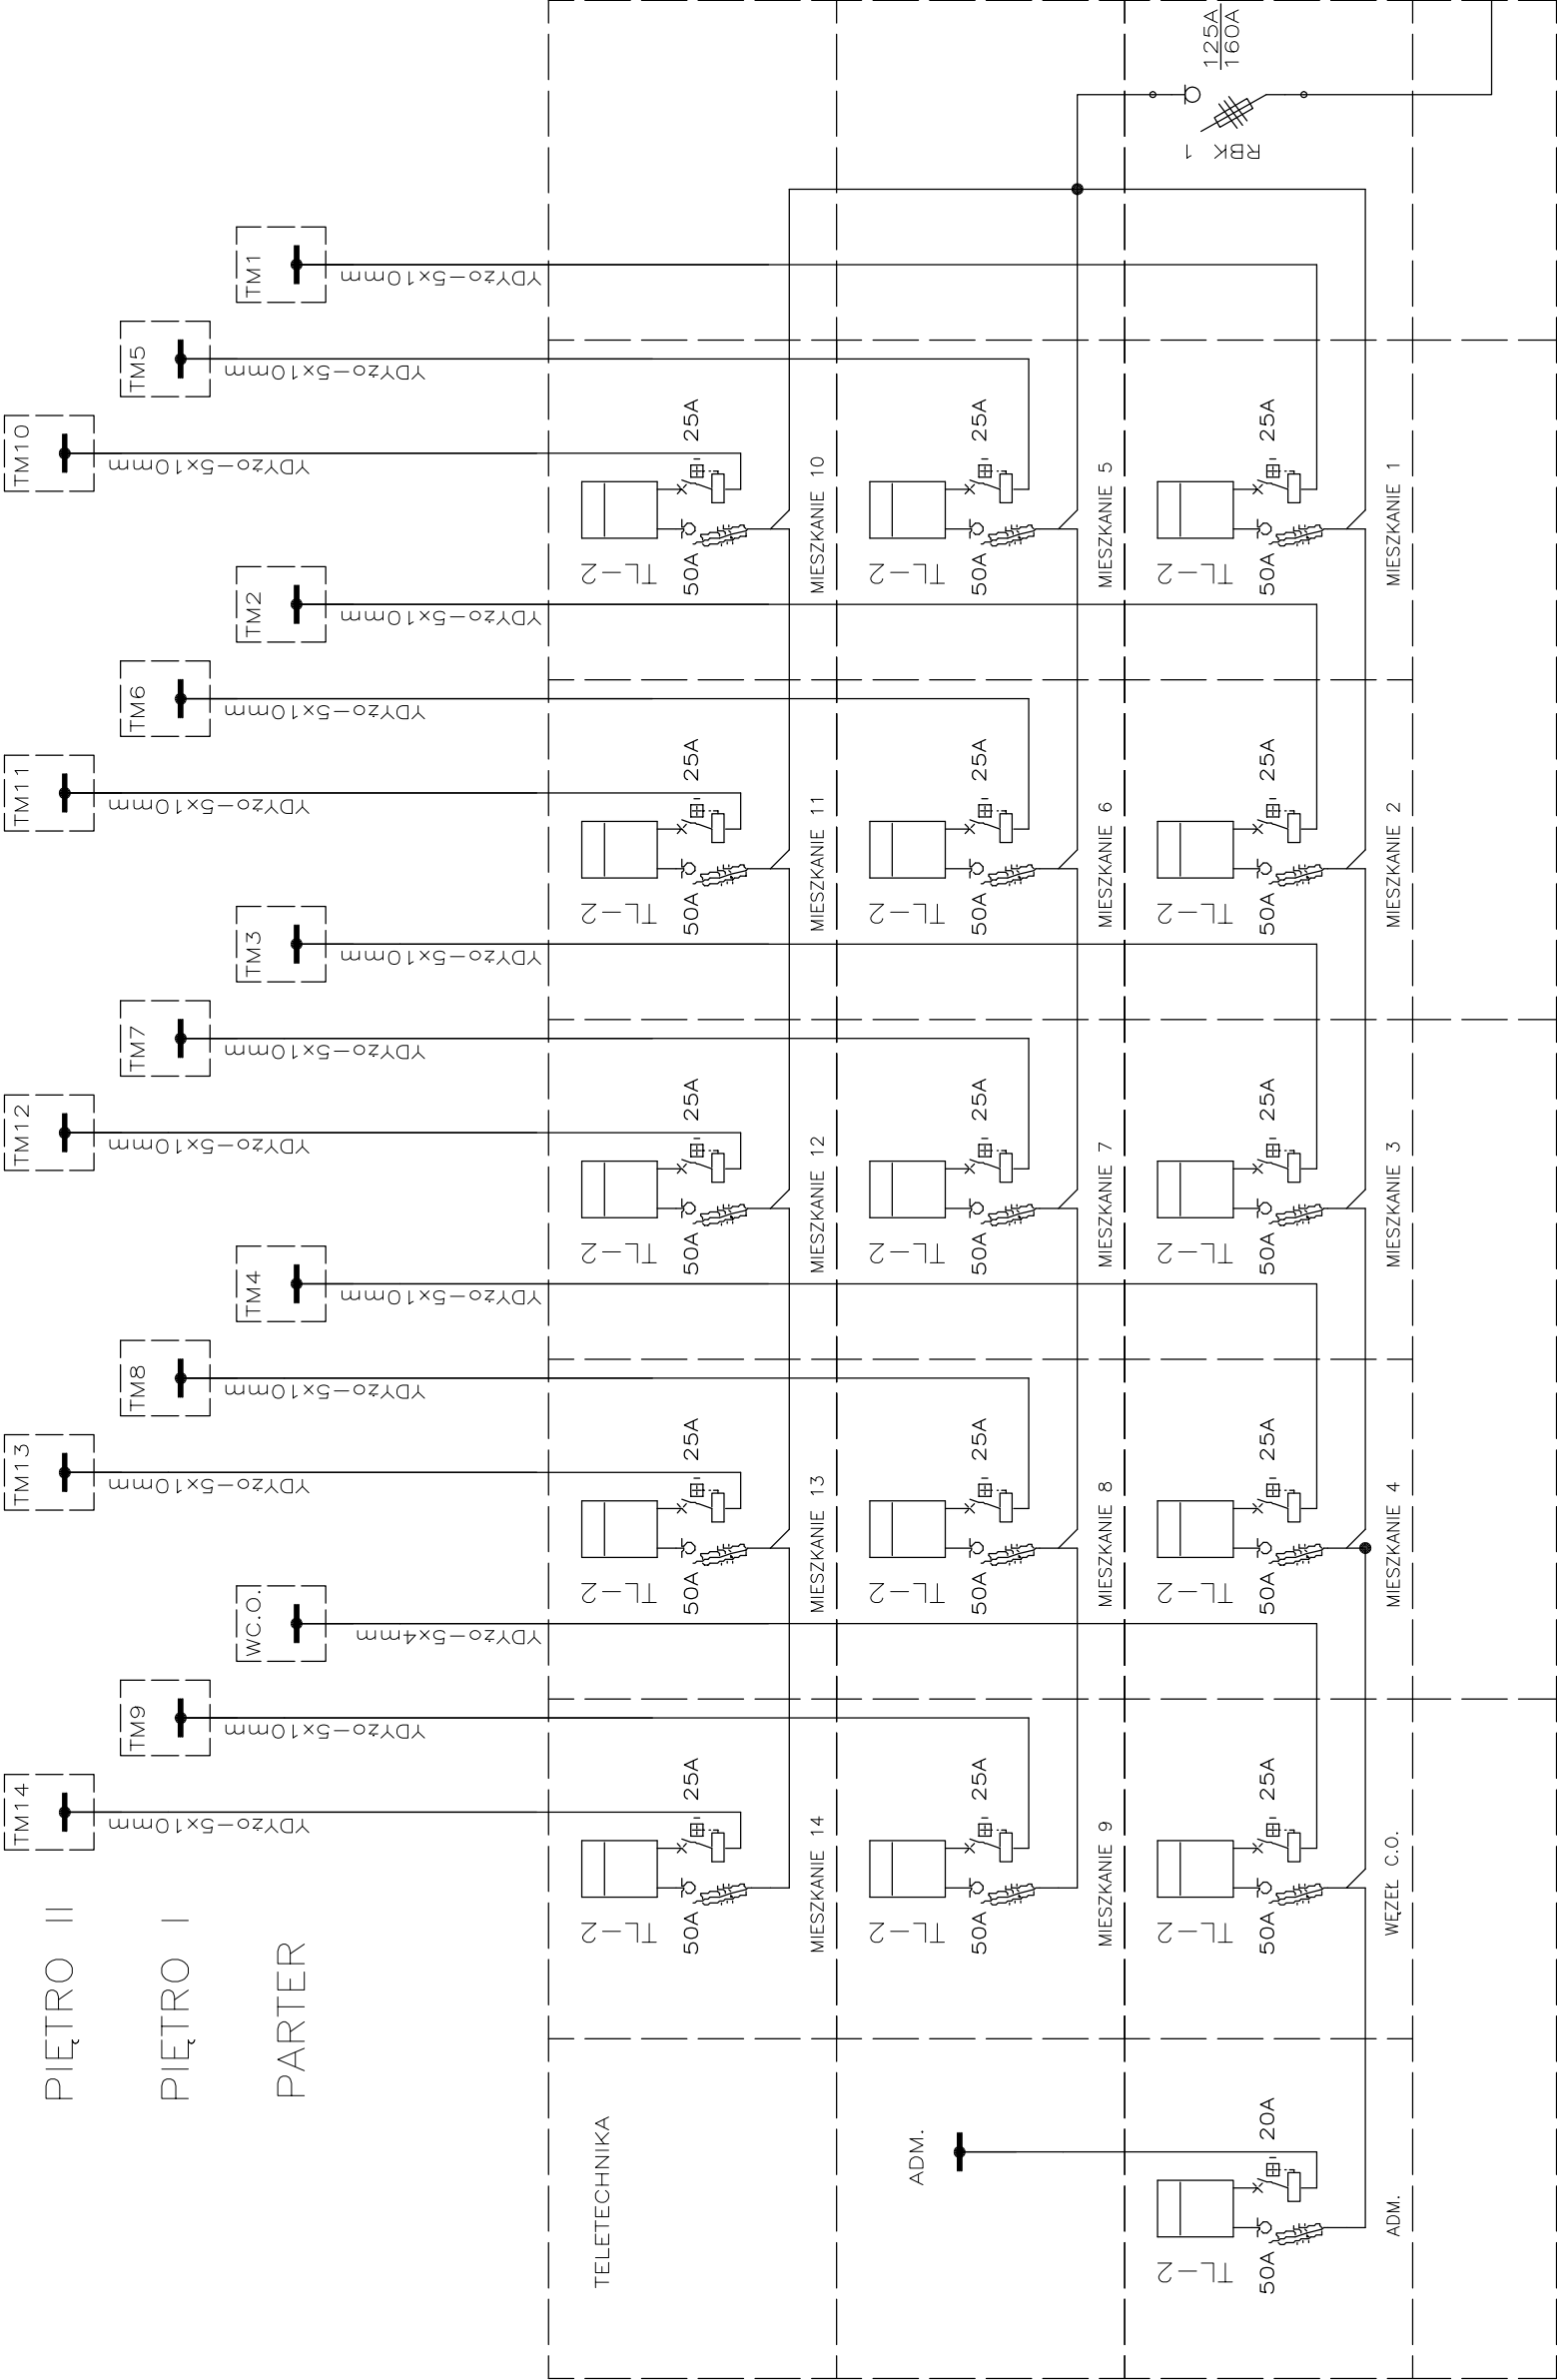 PIĘTRO II
TM14
TM13
TM12
TM11
TM10
YDYżo-5x10mm
YDYżo-5x10mm
YDYżo-5x10mm
YDYżo-5x10mm
YDYżo-5x10mm
PIĘTRO I
TM9
TM8
TM7
TM6
TM5
YDYżo-5x10mm
YDYżo-5x10mm
YDYżo-5x10mm
YDYżo-5x10mm
YDYżo-5x10mm
PARTER
WC.O.
TM4
TM3
TM2
TM1
YDYżo-5x4mm
YDYżo-5x10mm
YDYżo-5x10mm
YDYżo-5x10mm
YDYżo-5x10mm
TELETECHNIKA
TL-2
TL-2
TL-2
TL-2
TL-2
50A 25A
50A 25A
50A 25A
50A 25A
50A 25A
MIESZKANIE 14
MIESZKANIE 13
MIESZKANIE 12
MIESZKANIE 11
MIESZKANIE 10
ADM.
TL-2
TL-2
TL-2
TL-2
TL-2
50A 25A
50A 25A
50A 25A
50A 25A
50A 25A
MIESZKANIE 9
MIESZKANIE 8
MIESZKANIE 7
MIESZKANIE 6
MIESZKANIE 5
TL-2
TL-2
TL-2
TL-2
TL-2
TL-2
RBK 1
125A
160A
50A 20A
50A 25A
50A 25A
50A 25A
50A 25A
50A 25A
ADM.
WĘZEŁ C.O.
MIESZKANIE 4
MIESZKANIE 3
MIESZKANIE 2
MIESZKANIE 1